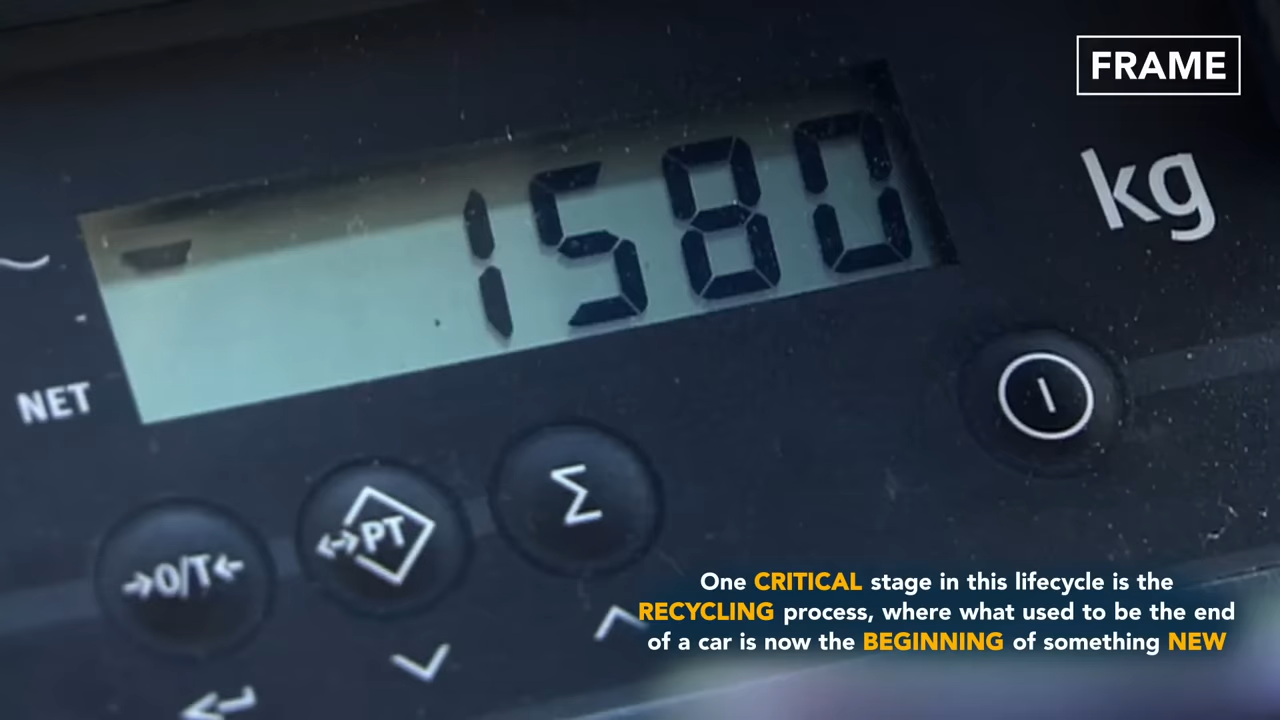 FRAME
1580
kg
NET
→0/T←
<->PT
Σ
One CRITICAL stage in this lifecycle is the
RECYCLING process, where what used to be the end
of a car is now the BEGINNING of something NEW